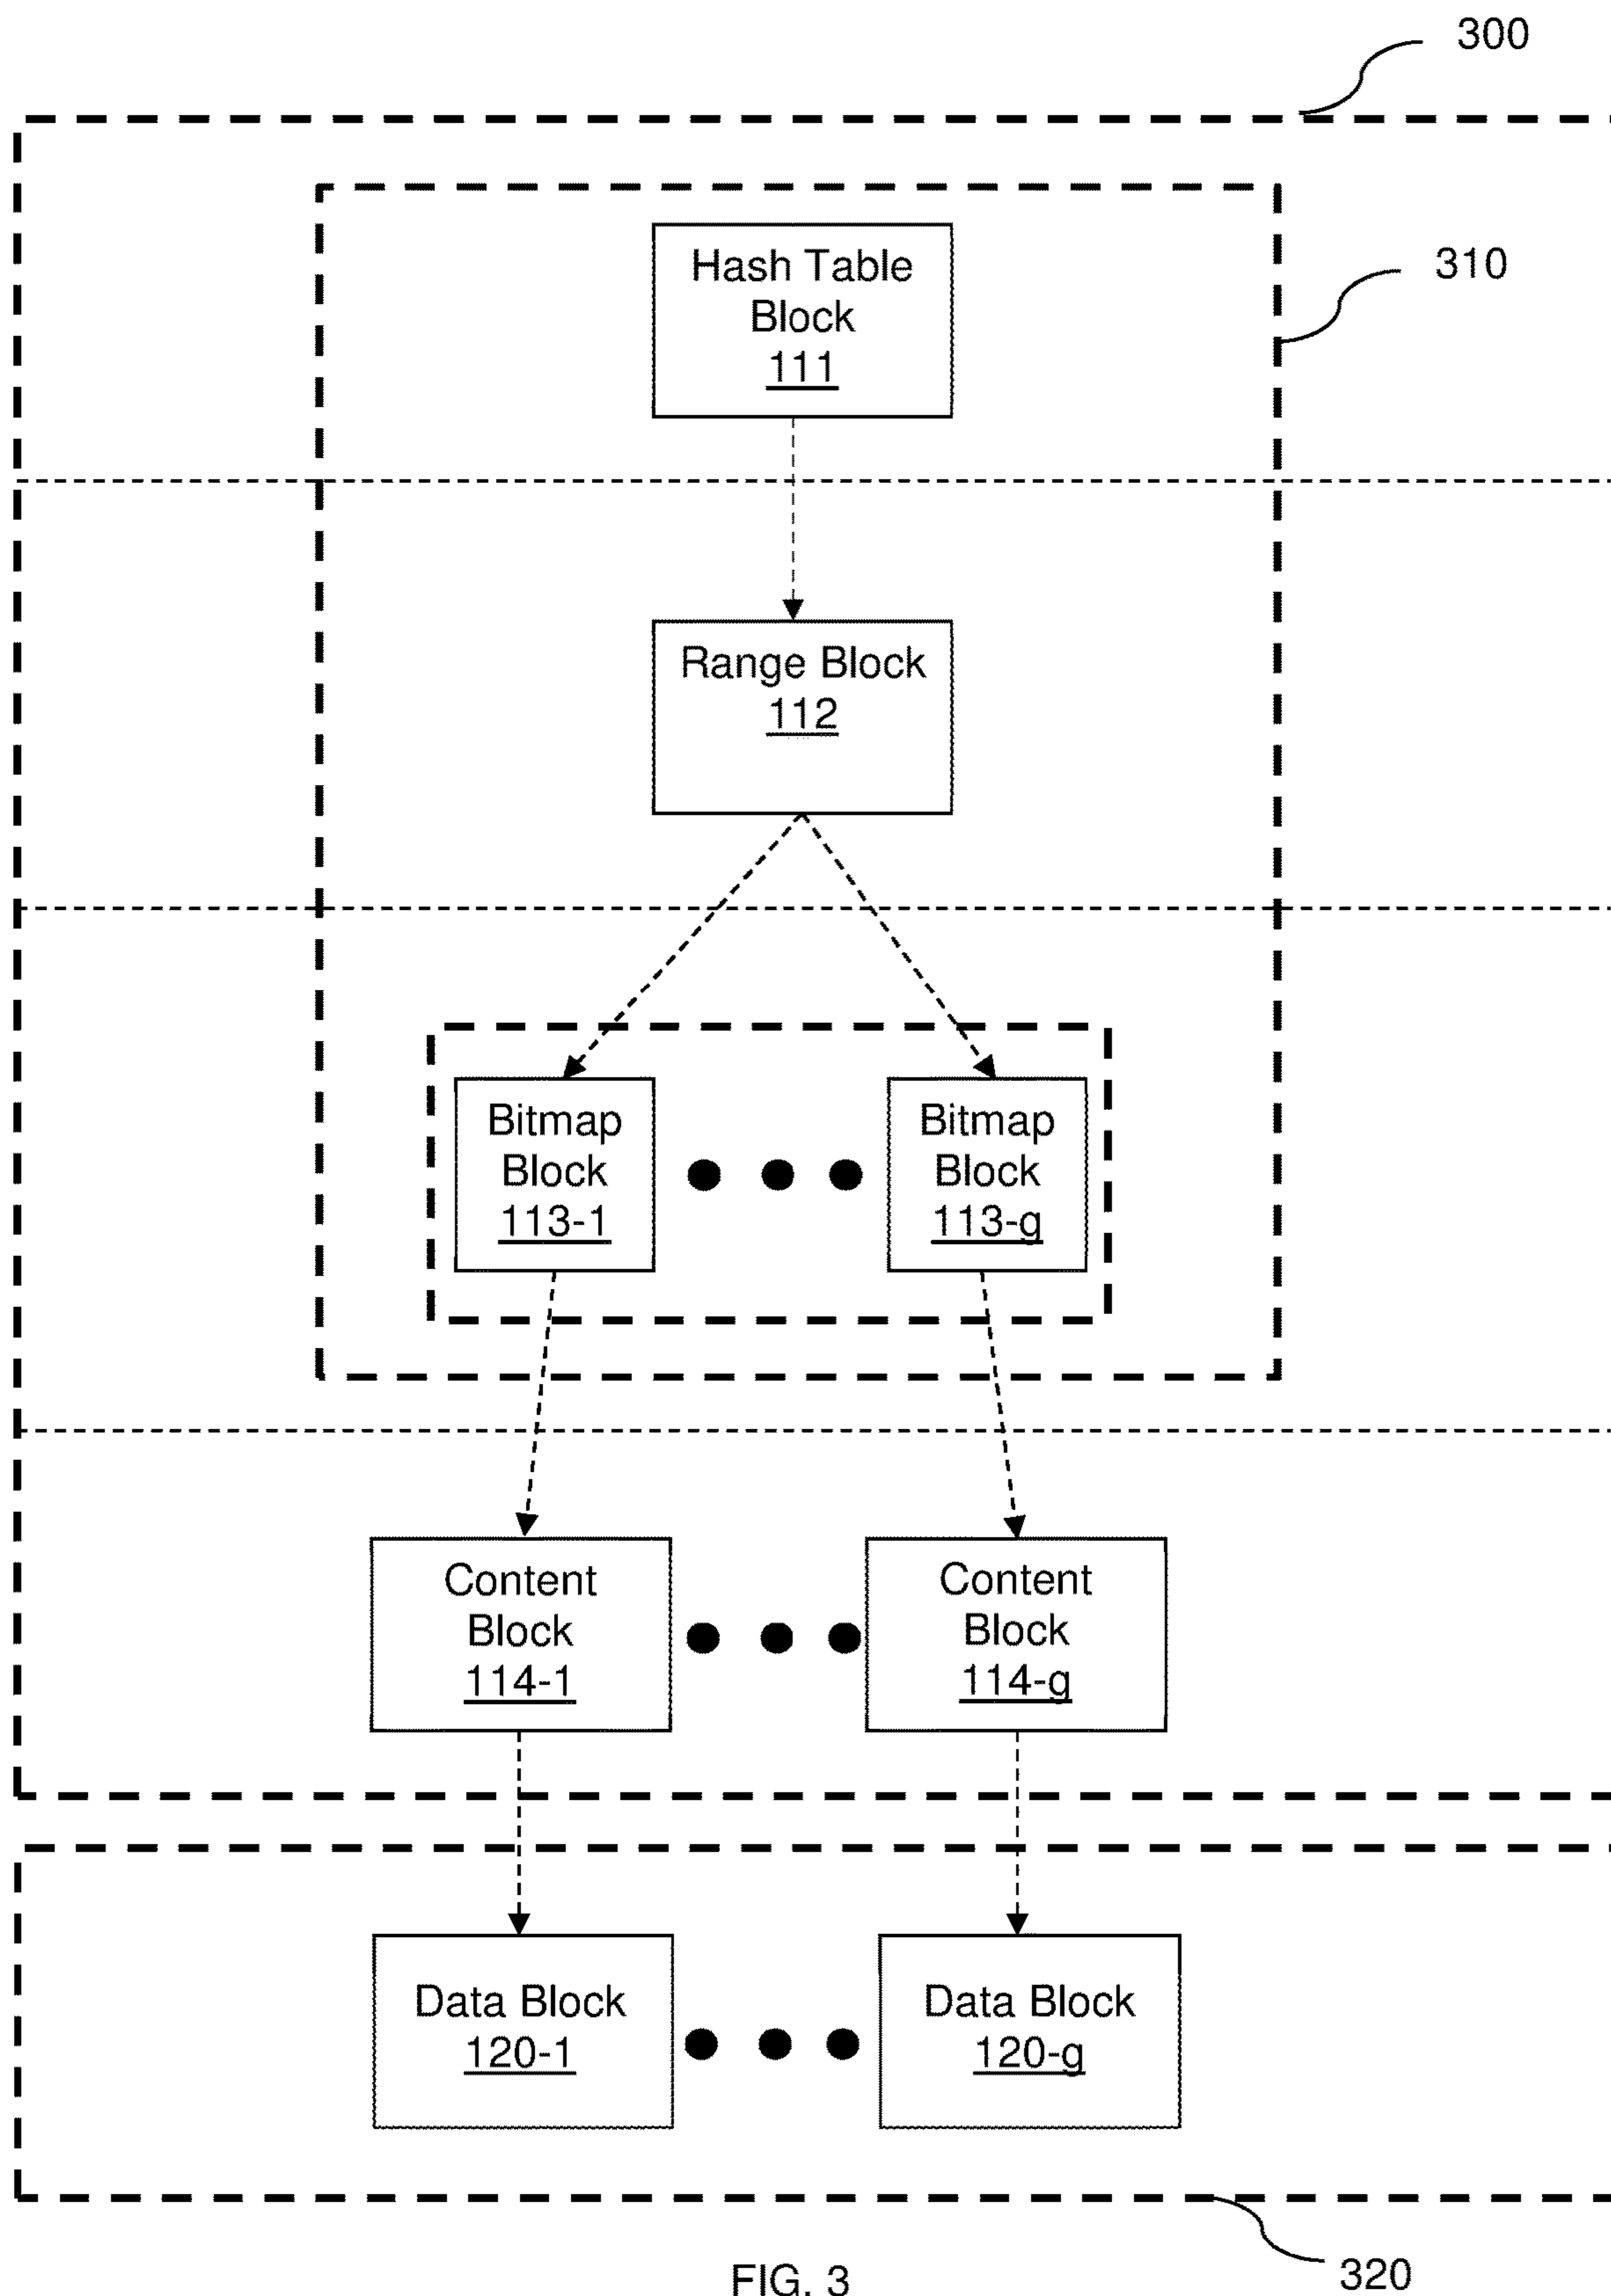 300
310
Hash Table
Block
111
Range Block
112
Bitmap
Block
113-1
Bitmap
Block
113-g
Content
Block
114-1
Content
Block
114-g
Data Block
120-1
Data Block
120-g
320
FIG. 3